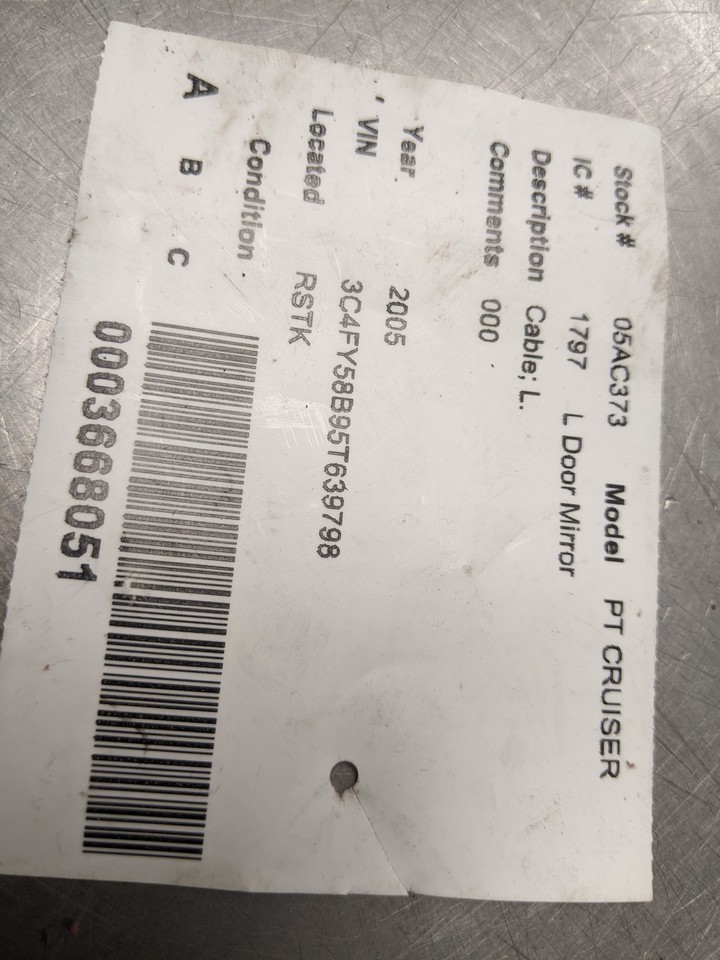 Stock # 05AC373 Model PT CRUISER
IC # 1797 L Door Mirror
Description Cable; L.
Comments 000
Year 2005
VIN 3C4FY58B95T639798
Located RSTK
Condition
A B C
0003668051